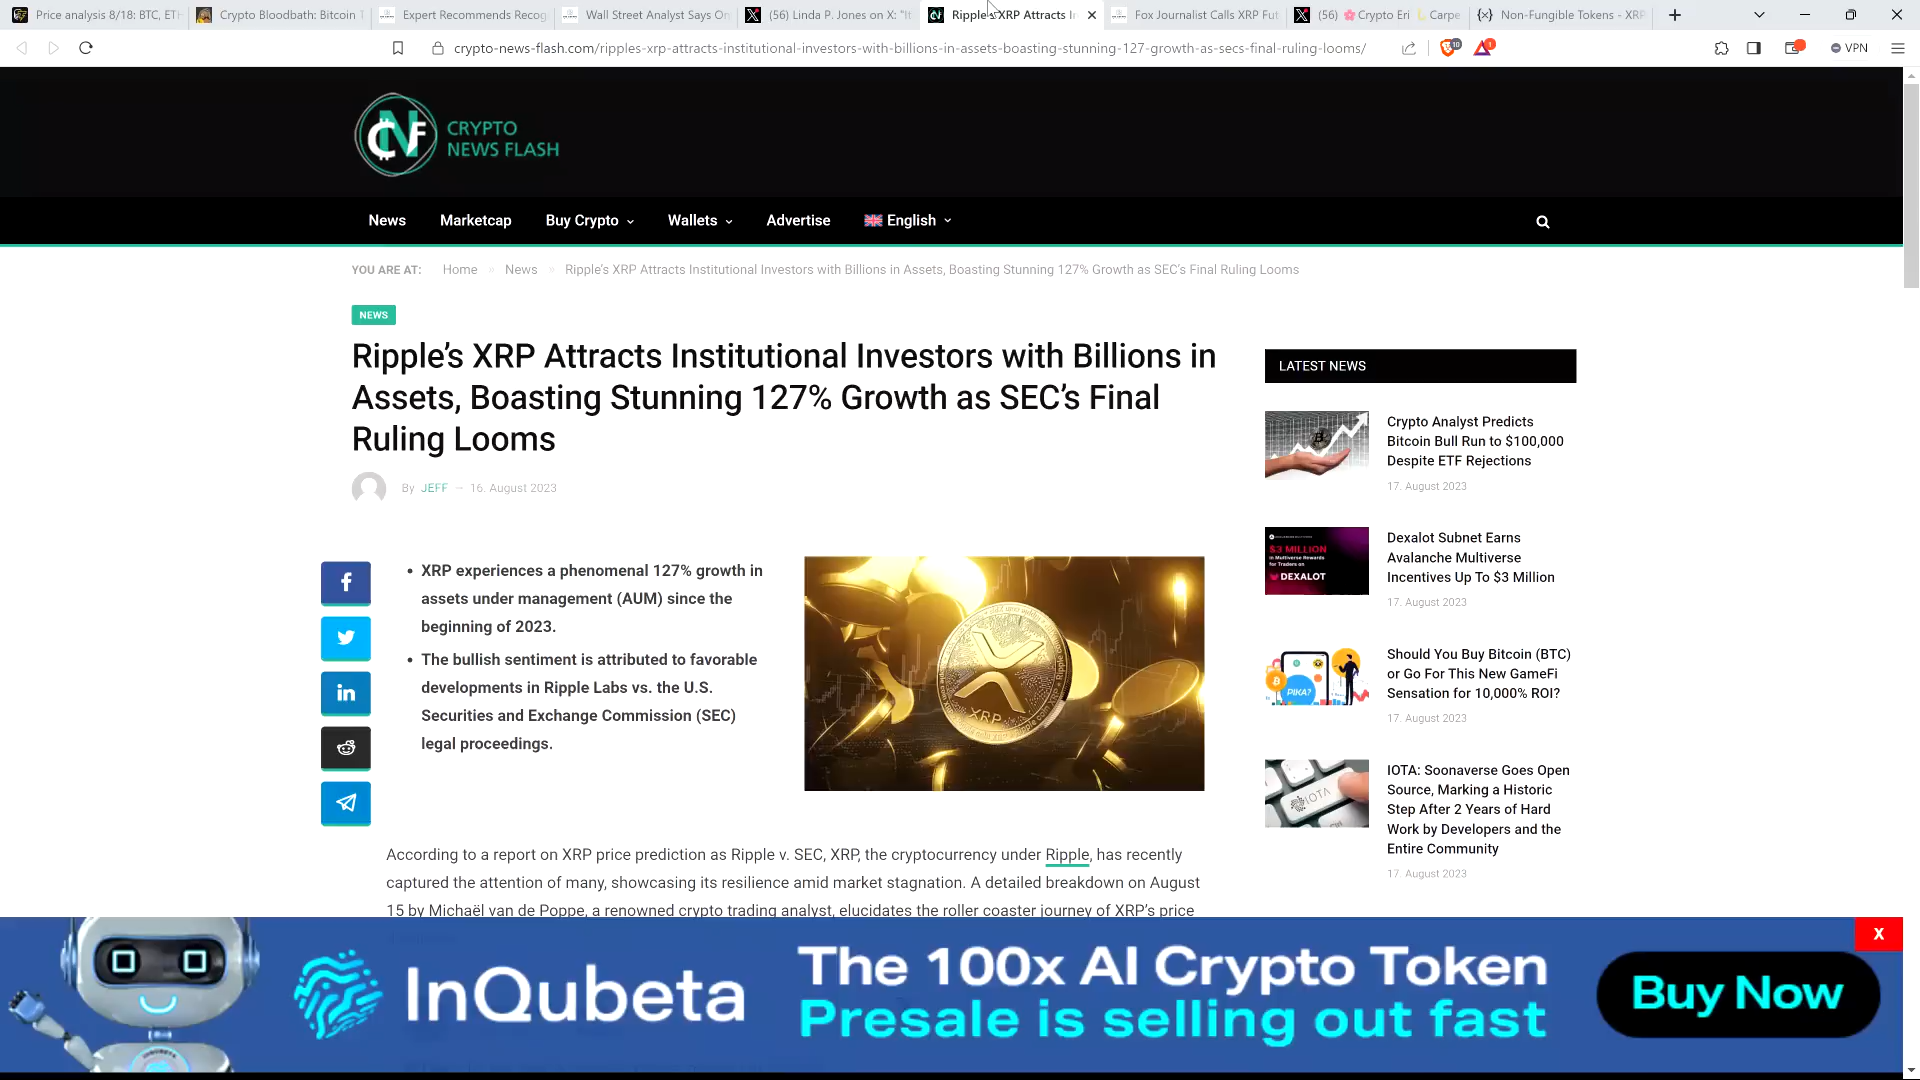 Price analysis 8/18: BTC, ETH
Crypto Bloodbath: Bitcoin
Expert Recommends Recog
Wall Street Analyst Says On
(56) Linda P. Jones on X: "It
Ripple's XRP Attracts In
Fox Journalist Calls XRP Fut
(56) 🌸 Crypto Eri
Carpe
Non-Fungible Tokens - XRP
crypto-news-flash.com/ripples-xrp-attracts-institutional-investors-with-billions-in-assets-boasting-stunning-127-growth-as-secs-final-ruling-looms/
VPN
CRYPTO
NEWS FLASH
News
Marketcap
Buy Crypto
Wallets
Advertise
English
YOU ARE AT: Home » News » Ripple's XRP Attracts Institutional Investors with Billions in Assets, Boasting Stunning 127% Growth as SEC's Final Ruling Looms
NEWS
Ripple's XRP Attracts Institutional Investors with Billions in
Assets, Boasting Stunning 127% Growth as SEC's Final
Ruling Looms
By JEFF – 16. August 2023
• XRP experiences a phenomenal 127% growth in
assets under management (AUM) since the
beginning of 2023.
• The bullish sentiment is attributed to favorable
developments in Ripple Labs vs. the U.S.
Securities and Exchange Commission (SEC)
legal proceedings.
XRP
According to a report on XRP price prediction as Ripple v. SEC, XRP, the cryptocurrency under Ripple, has recently
captured the attention of many, showcasing its resilience amid market stagnation. A detailed breakdown on August
15 by Michaël van de Poppe, a renowned crypto trading analyst, elucidates the roller coaster journey of XRP's price
LATEST NEWS
Crypto Analyst Predicts
Bitcoin Bull Run to $100,000
Despite ETF Rejections
17. August 2023
$3 MILLION
in Multiverse Rewards
for Traders on
DEXALOT
Dexalot Subnet Earns
Avalanche Multiverse
Incentives Up To $3 Million
17. August 2023
PIKA?
Should You Buy Bitcoin (BTC)
or Go For This New GameFi
Sensation for 10,000% ROI?
17. August 2023
IOTA
IOTA: Soonaverse Goes Open
Source, Marking a Historic
Step After 2 Years of Hard
Work by Developers and the
Entire Community
17. August 2023
X
InQubeta
The 100x AI Crypto Token
Presale is selling out fast
Buy Now
INQUBETA